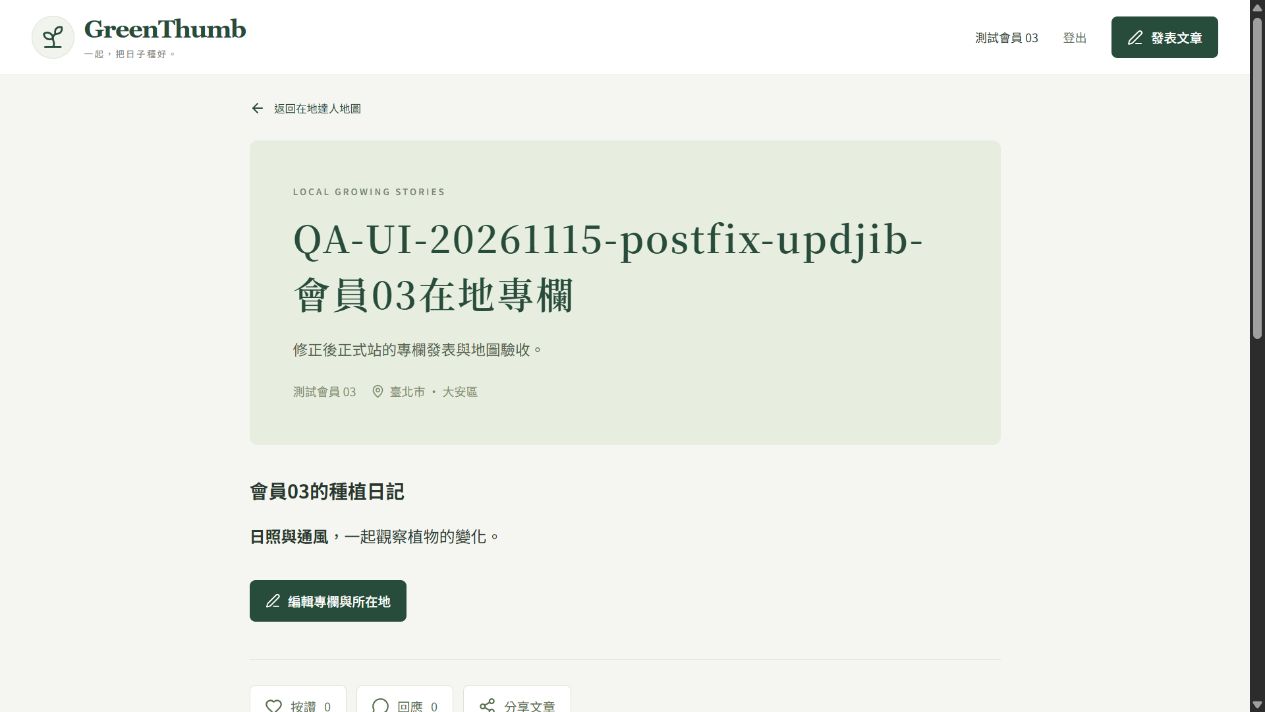 GreenThumb
一起，把日子種好。
測試會員 03
登出
發表文章
返回在地達人地圖
LOCAL GROWING STORIES
QA-UI-20261115-postfix-updjib-
會員03在地專欄
修正後正式站的專欄發表與地圖驗收。
測試會員 03 臺北市・大安區
會員03的種植日記
日照與通風，一起觀察植物的變化。
編輯專欄與所在地
按讚 0 回應 0 分享文章